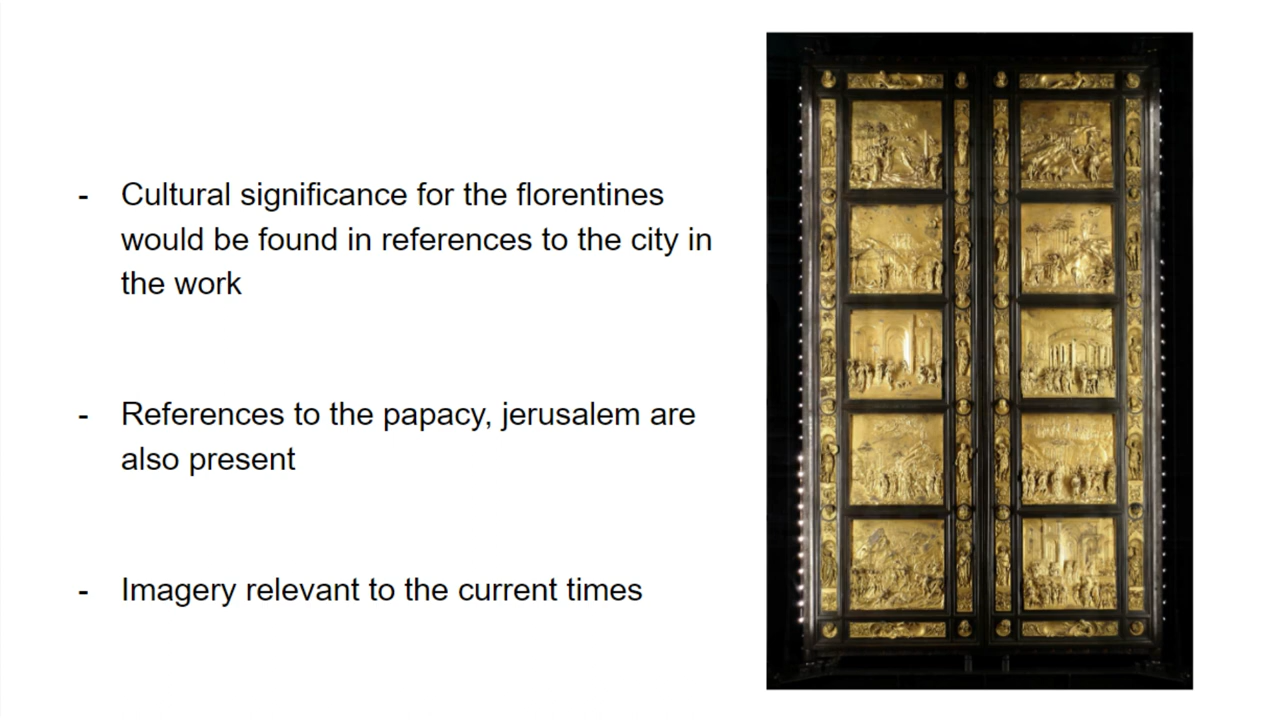 - Cultural significance for the florentines
would be found in references to the city in
the work
- References to the papacy, jerusalem are
also present
- Imagery relevant to the current times